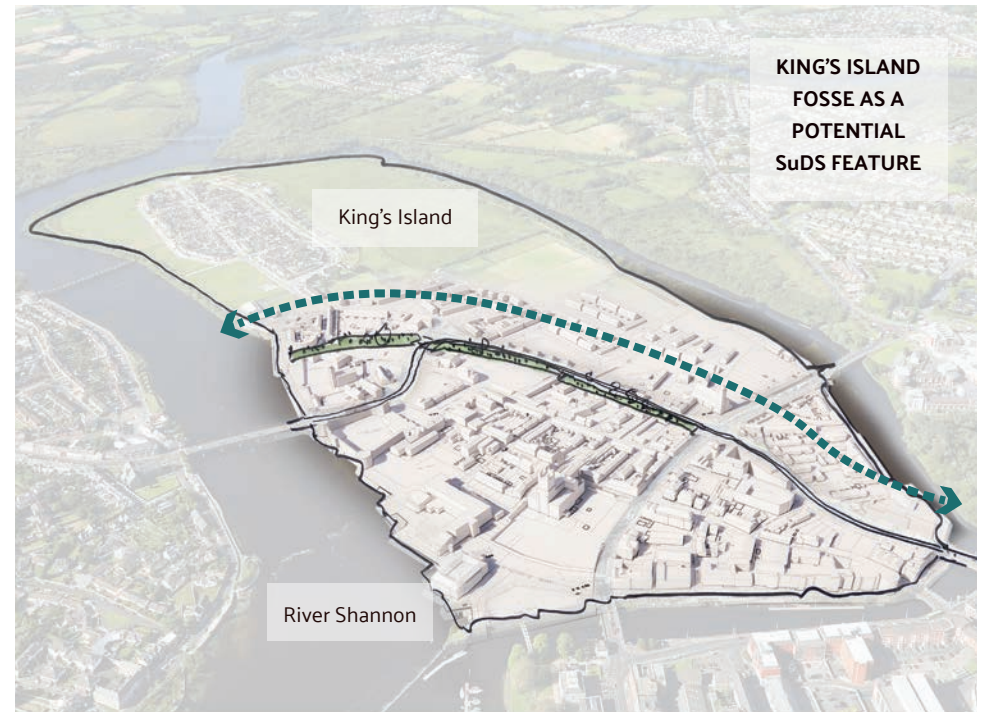 KING'S ISLAND
FOSSE AS A
POTENTIAL
SuDS FEATURE
King's Island
River Shannon